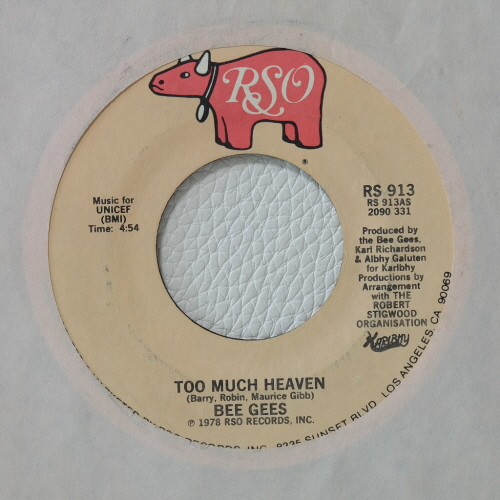 RSO
®
Music for
UNICEF
(BMI)
Time: 4:54
RS 913
RS 913AS
2090 331
Produced by
the Bee Gees,
Karl Richardson
& Albhy Galuten
for Karlbhy
Productions by
Arrangement
with THE
ROBERT
STIGWOOD
ORGANISATION
KARLBHY
TOO MUCH HEAVEN
(Barry, Robin, Maurice Gibb)
BEE GEES
℗ 1978 RSO RECORDS, INC.
RECORDS, INC. 8335 SUNSET BLVD. LOS ANGELES, CA 90069